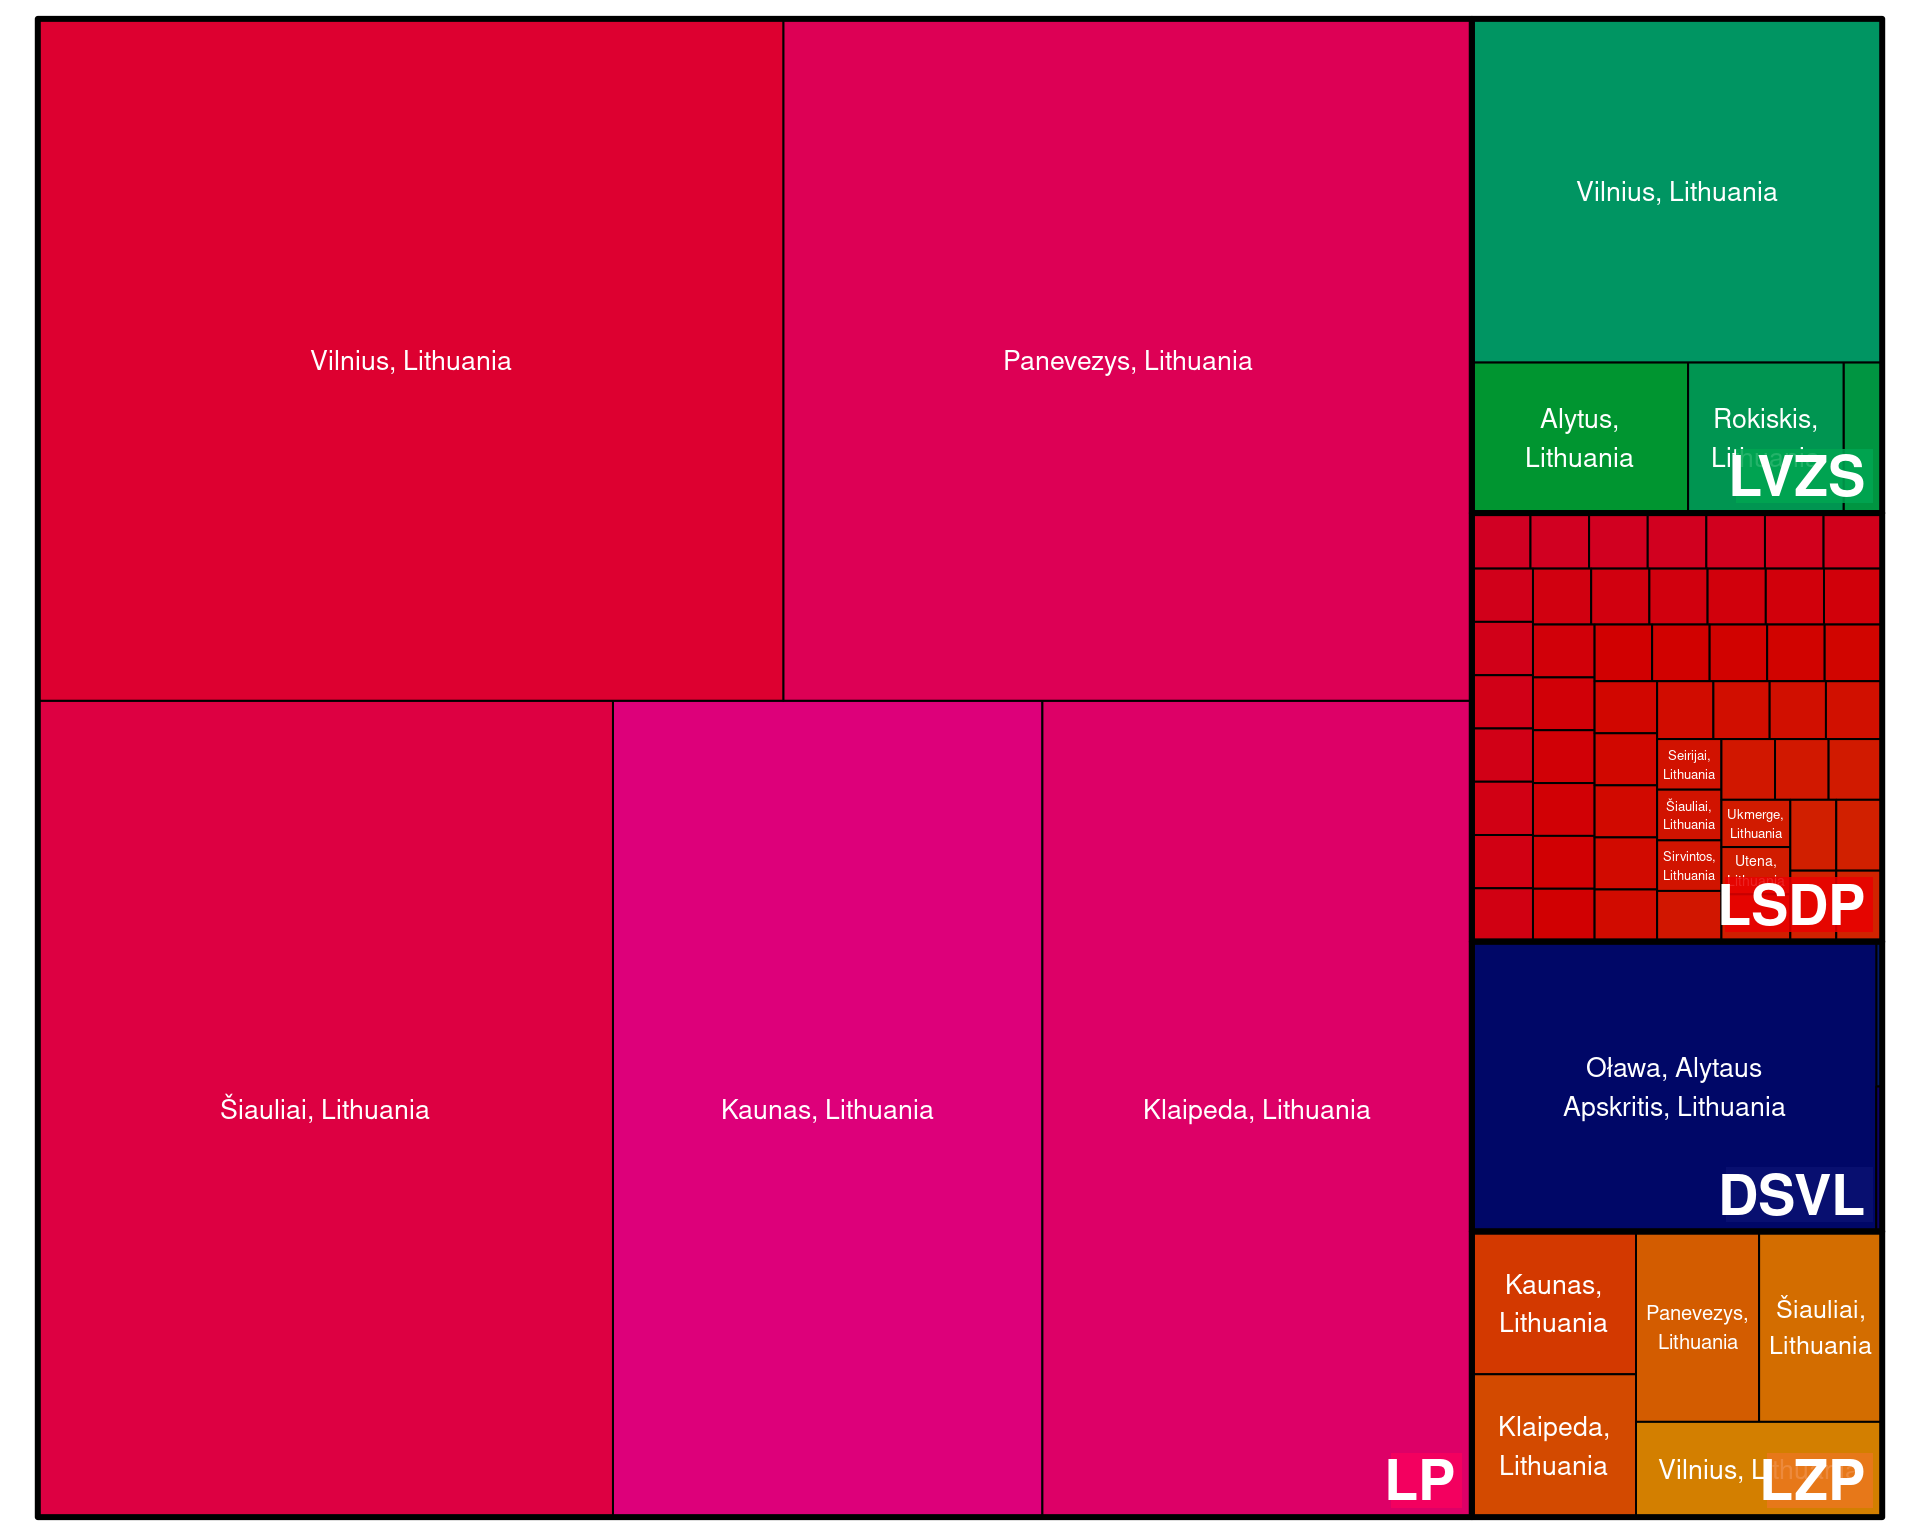 Vilnius, Lithuania
Panevezys, Lithuania
Šiauliai, Lithuania
Kaunas, Lithuania
Klaipeda, Lithuania
LP
Vilnius, Lithuania
Alytus,
Lithuania
Rokiskis,
Lithuania
LVZS
Seirijai,
Lithuania
Šiauliai,
Lithuania
Sirvintos,
Lithuania
Ukmerge,
Lithuania
Utena,
Lithuania
LSDP
Oława, Alytaus
Apskritis, Lithuania
DSVL
Kaunas,
Lithuania
Klaipeda,
Lithuania
Panevezys,
Lithuania
Šiauliai,
Lithuania
Vilnius, Lithuania
LZP